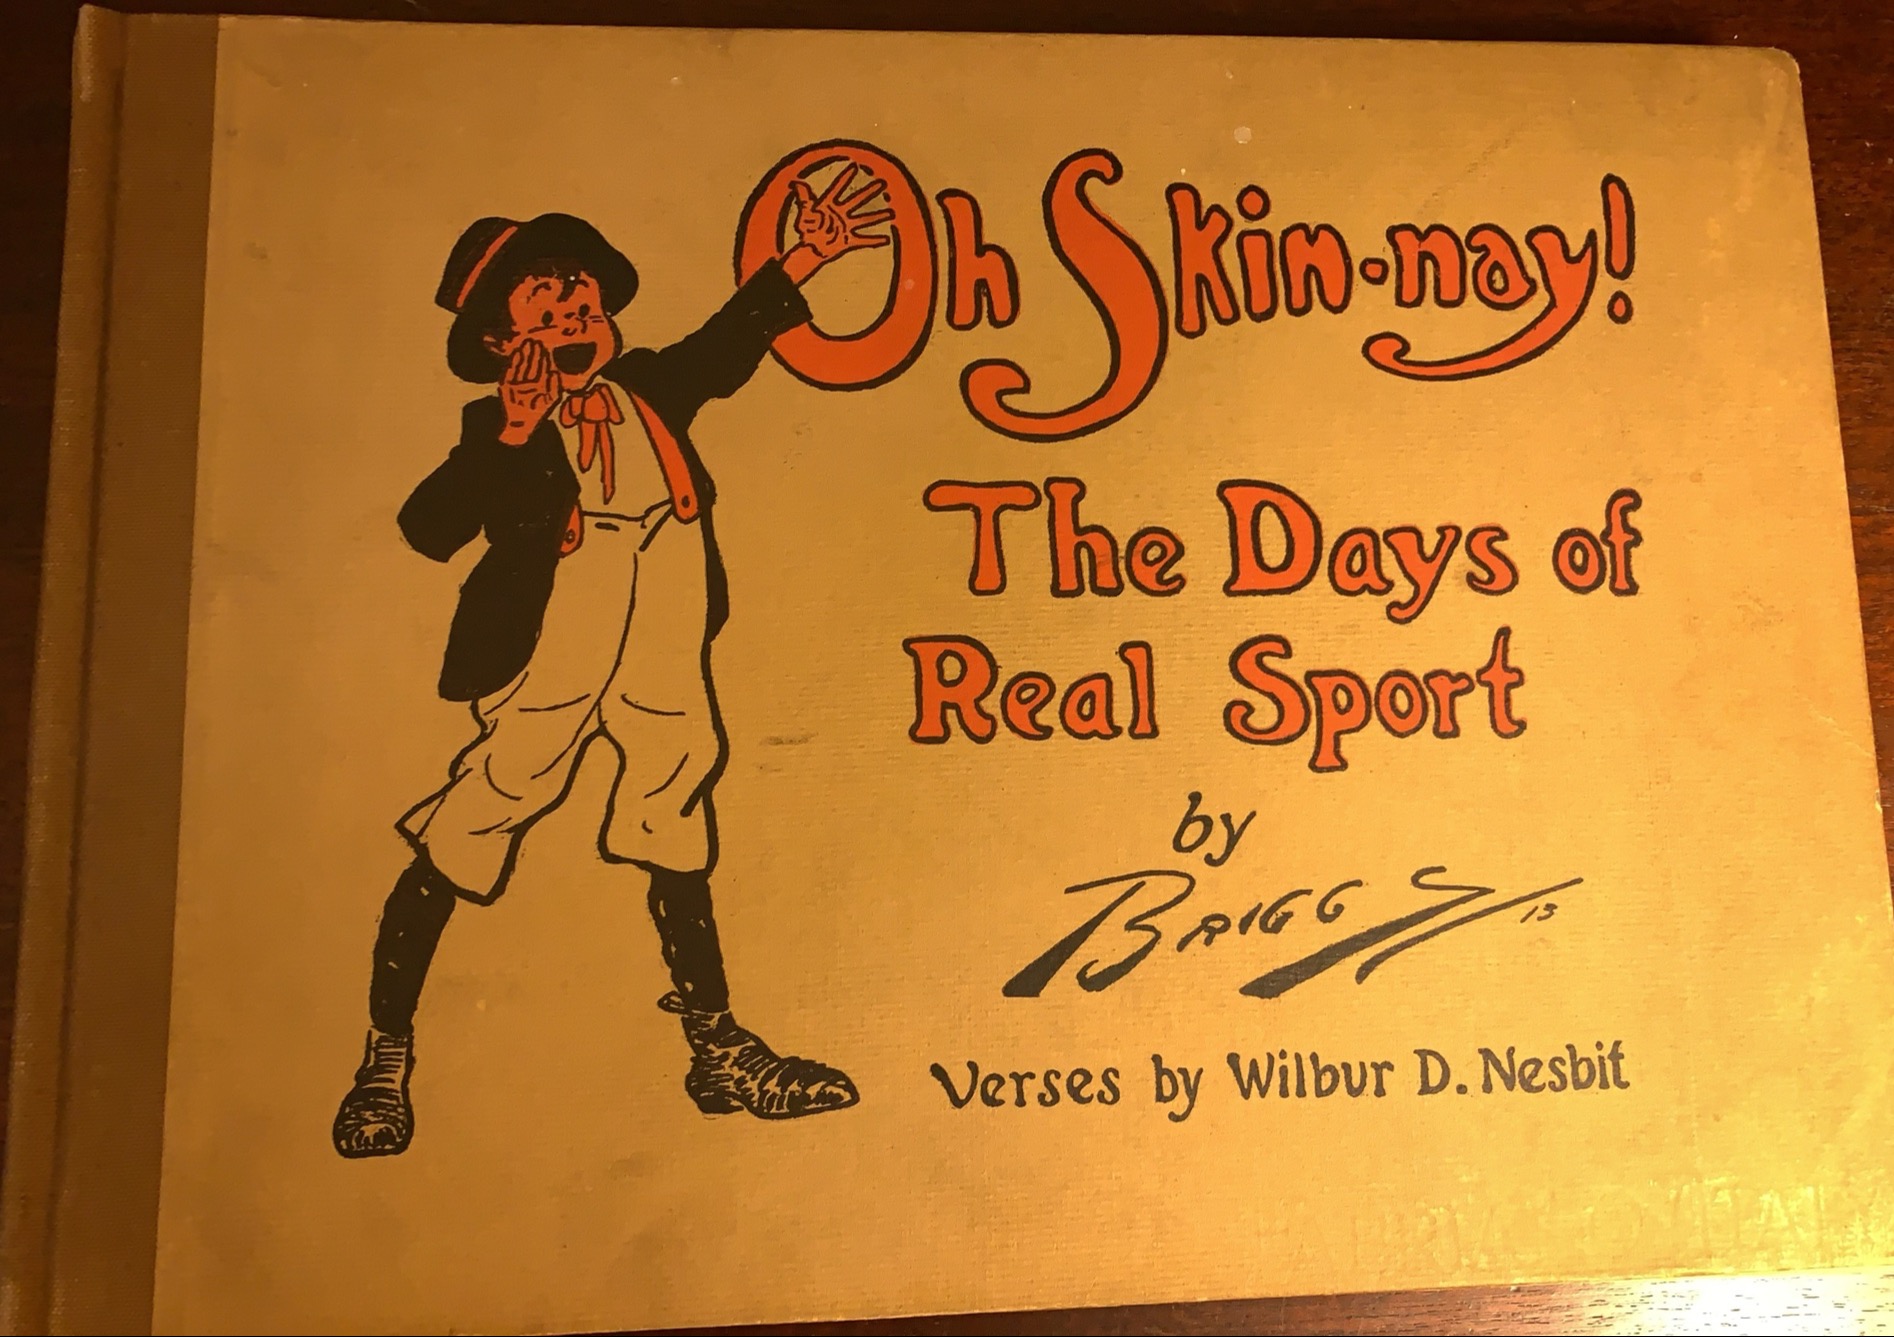 Oh Skin-nay!
The Days of
Real Sport
by
BRIGGS 13
Verses by Wilbur D. Nesbit